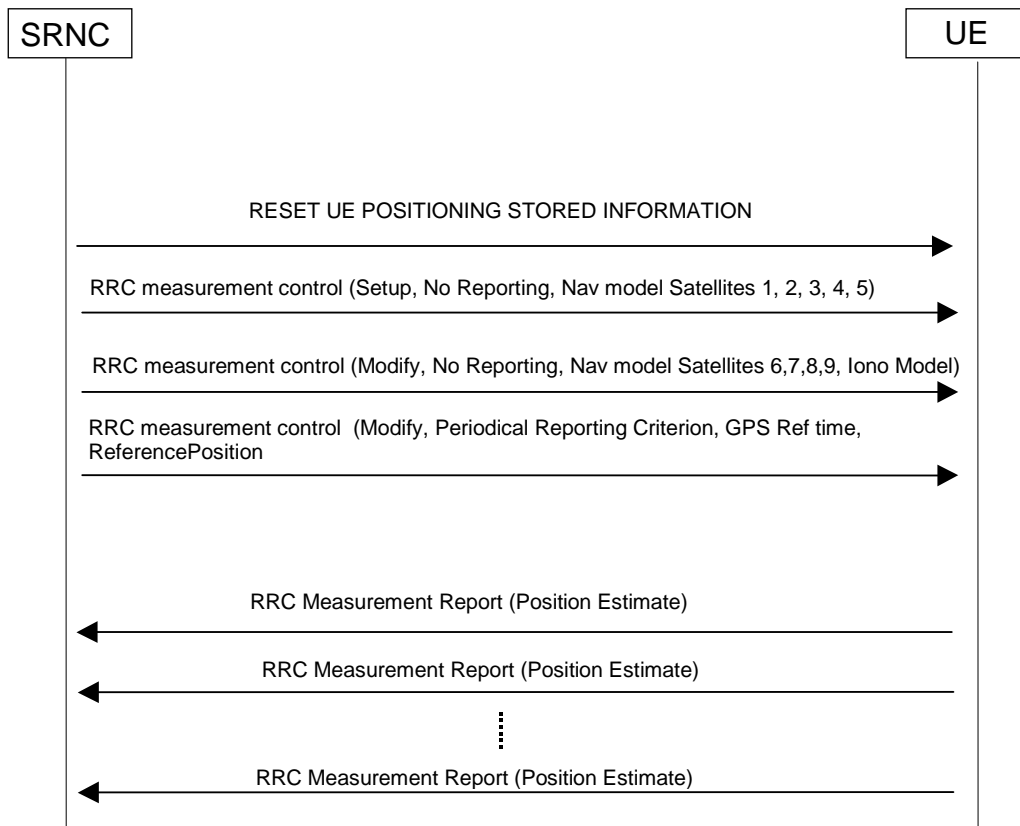 SRNC
UE
RESET UE POSITIONING STORED INFORMATION
RRC measurement control (Setup, No Reporting, Nav model Satellites 1, 2, 3, 4, 5)
RRC measurement control (Modify, No Reporting, Nav model Satellites 6,7,8,9, Iono Model)
RRC measurement control  (Modify, Periodical Reporting Criterion, GPS Ref time,
ReferencePosition
RRC Measurement Report (Position Estimate)
RRC Measurement Report (Position Estimate)
RRC Measurement Report (Position Estimate)